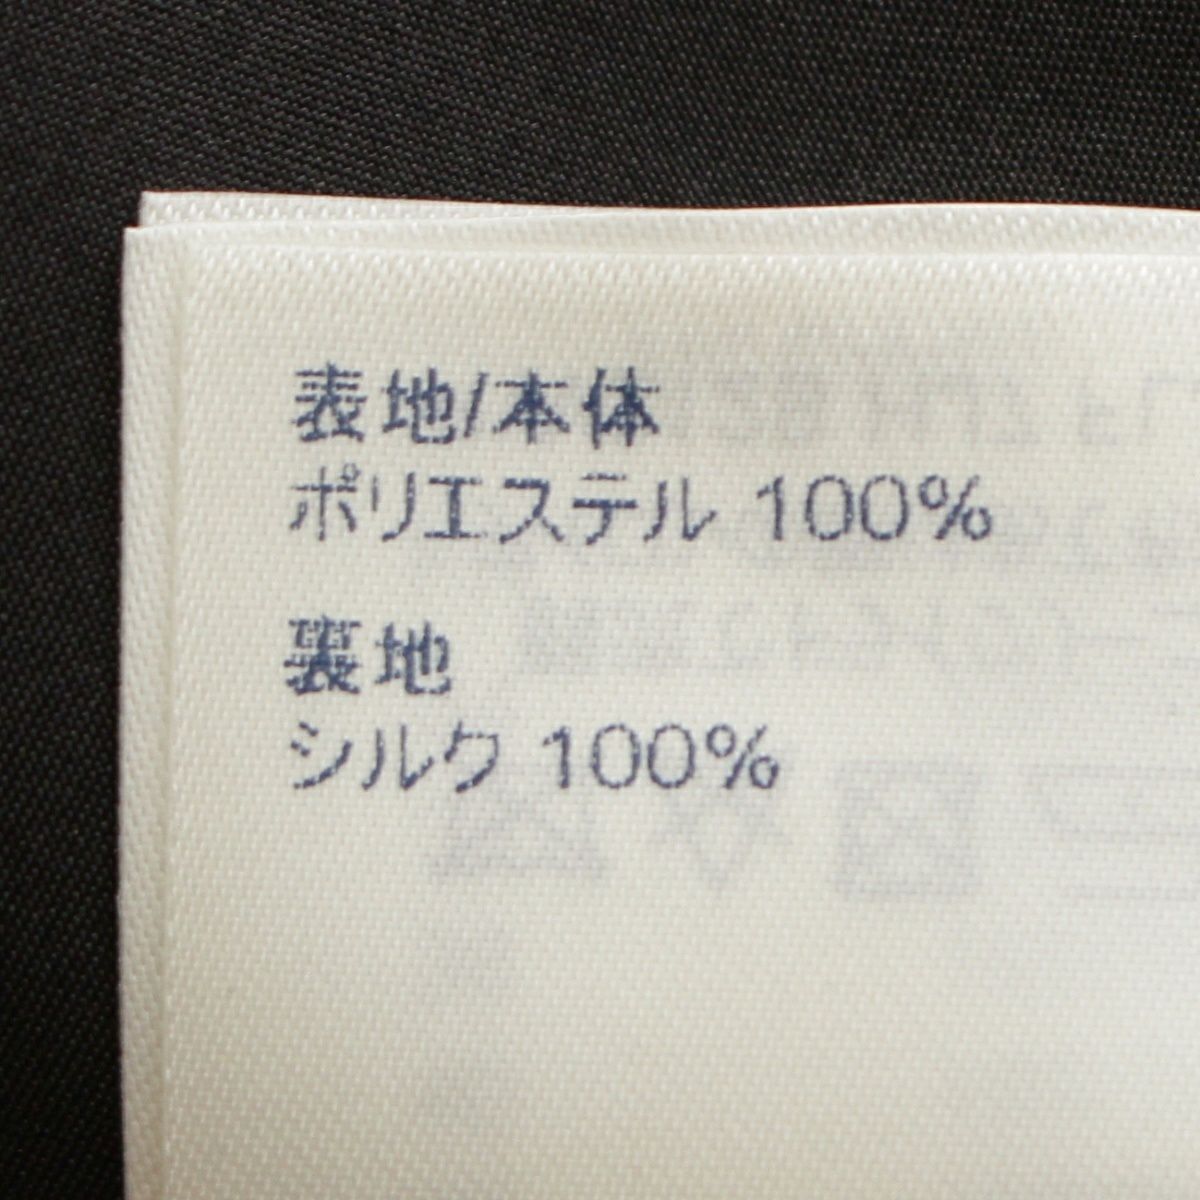 表地/本体
ポリエステル 100%
裏地
シルク 100%